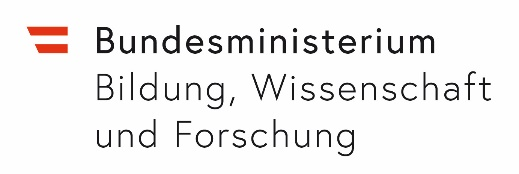 Bundesministerium
Bildung, Wissenschaft
und Forschung